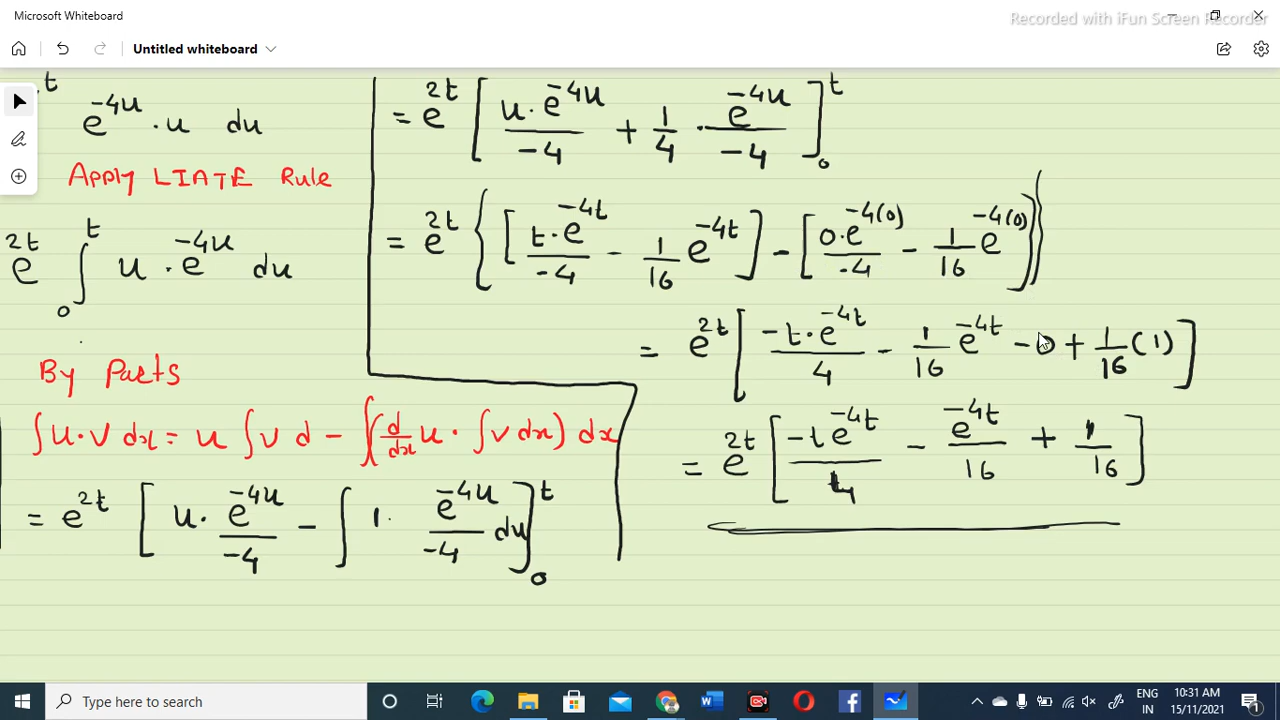 Microsoft Whiteboard
Recorded with iFun Screen Recorder
Untitled whiteboard
t
e^{-4u} · u du
Apply LIATE Rule
e^{2t} ∫_0^t u · e^{-4u} du
By Parts
∫u·v dx = u ∫v d - ∫(d/dx u · ∫v dx) dx
= e^{2t} [u · e^{-4u}/-4 - ∫ 1 · e^{-4u}/-4 du]_0^t
= e^{2t} [u·e^{-4u}/-4 + 1/4 · e^{-4u}/-4]_0^t
= e^{2t} {[t·e^{-4t}/-4 - 1/16 e^{-4t}] - [0·e^{-4(0)}/-4 - 1/16 e^{-4(0)}]}
= e^{2t} [-t·e^{-4t}/4 - 1/16 e^{-4t} - 0 + 1/16 (1)]
= e^{2t} [-te^{-4t}/4 - e^{-4t}/16 + 1/16]
Type here to search
ENG
IN
10:31 AM
15/11/2021
1